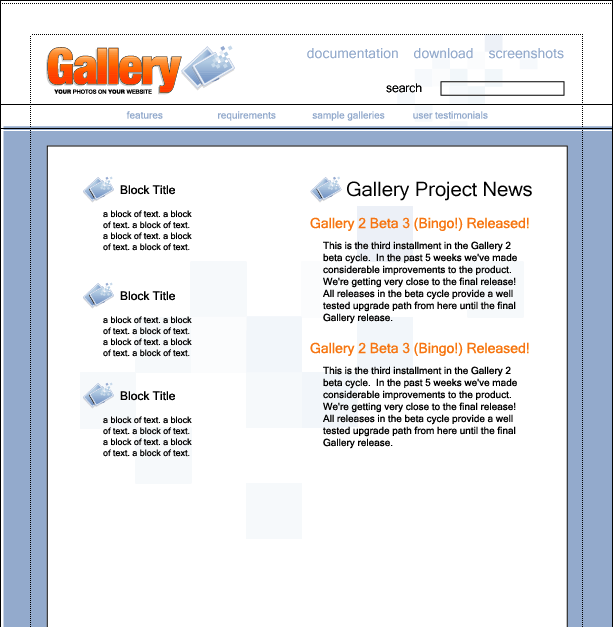 Gallery
YOUR PHOTOS ON YOUR WEBSITE
documentation download screenshots
search
features requirements sample galleries user testimonials
Block Title
a block of text. a block
of text. a block of text.
a block of text. a block
of text. a block of text.
Block Title
a block of text. a block
of text. a block of text.
a block of text. a block
of text. a block of text.
Block Title
a block of text. a block
of text. a block of text.
a block of text. a block
of text. a block of text.
Gallery Project News
Gallery 2 Beta 3 (Bingo!) Released!
This is the third installment in the Gallery 2
beta cycle. In the past 5 weeks we've made
considerable improvements to the product.
We're getting very close to the final release!
All releases in the beta cycle provide a well
tested upgrade path from here until the final
Gallery release.
Gallery 2 Beta 3 (Bingo!) Released!
This is the third installment in the Gallery 2
beta cycle. In the past 5 weeks we've made
considerable improvements to the product.
We're getting very close to the final release!
All releases in the beta cycle provide a well
tested upgrade path from here until the final
Gallery release.